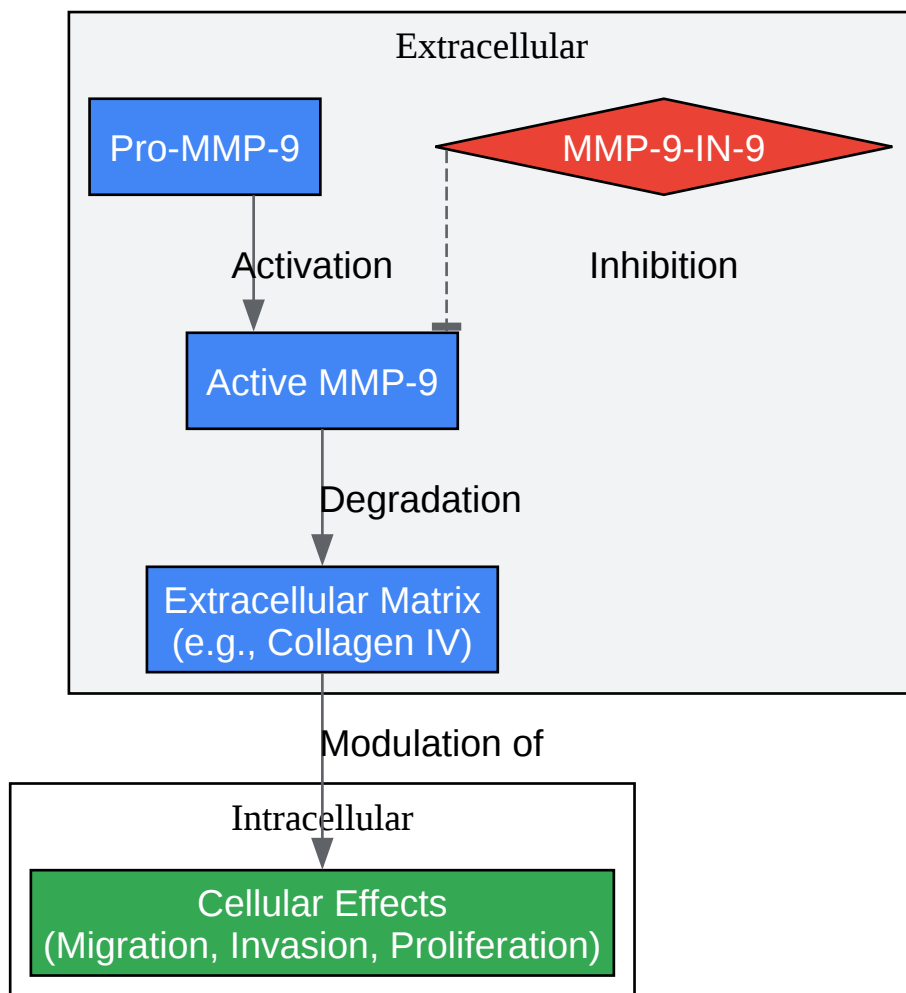 Extracellular
Pro-MMP-9
MMP-9-IN-9
Activation
Inhibition
Active MMP-9
Degradation
Extracellular Matrix
(e.g., Collagen IV)
Modulation of
Intracellular
Cellular Effects
(Migration, Invasion, Proliferation)